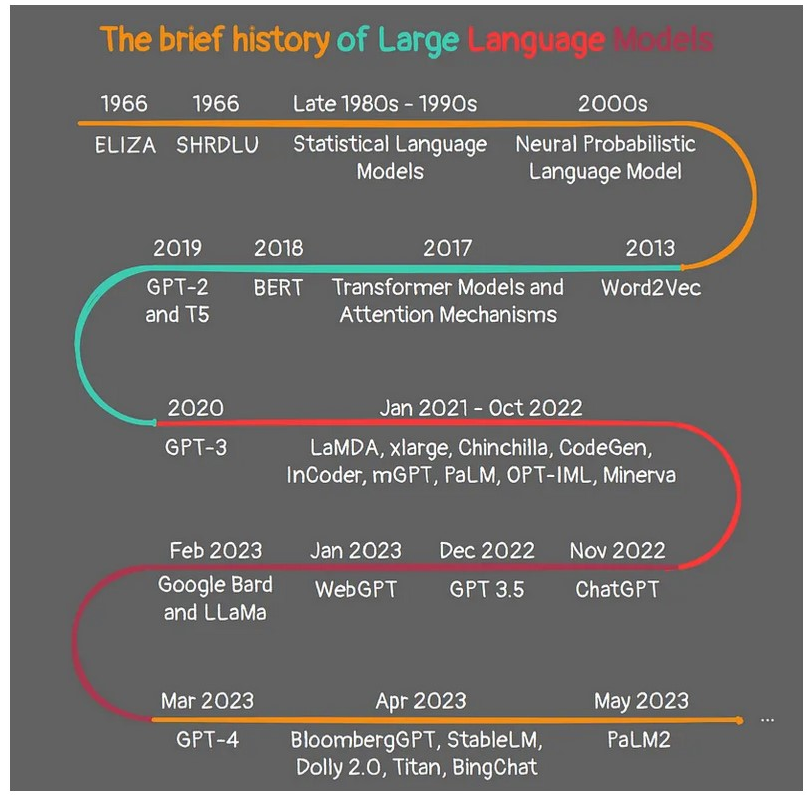 The brief history of Large Language Models
1966 1966 Late 1980s - 1990s 2000s
ELIZA SHRDLU Statistical Language Neural Probabilistic
Models Language Model
2019 2018 2017 2013
GPT-2 BERT Transformer Models and Word2Vec
and T5 Attention Mechanisms
2020 Jan 2021 - Oct 2022
GPT-3 LaMDA, xlarge, Chinchilla, CodeGen,
InCoder, mGPT, PaLM, OPT-IML, Minerva
Feb 2023 Jan 2023 Dec 2022 Nov 2022
Google Bard WebGPT GPT 3.5 ChatGPT
and LLaMa
Mar 2023 Apr 2023 May 2023
...
GPT-4 BloombergGPT, StableLM, PaLM2
Dolly 2.0, Titan, BingChat